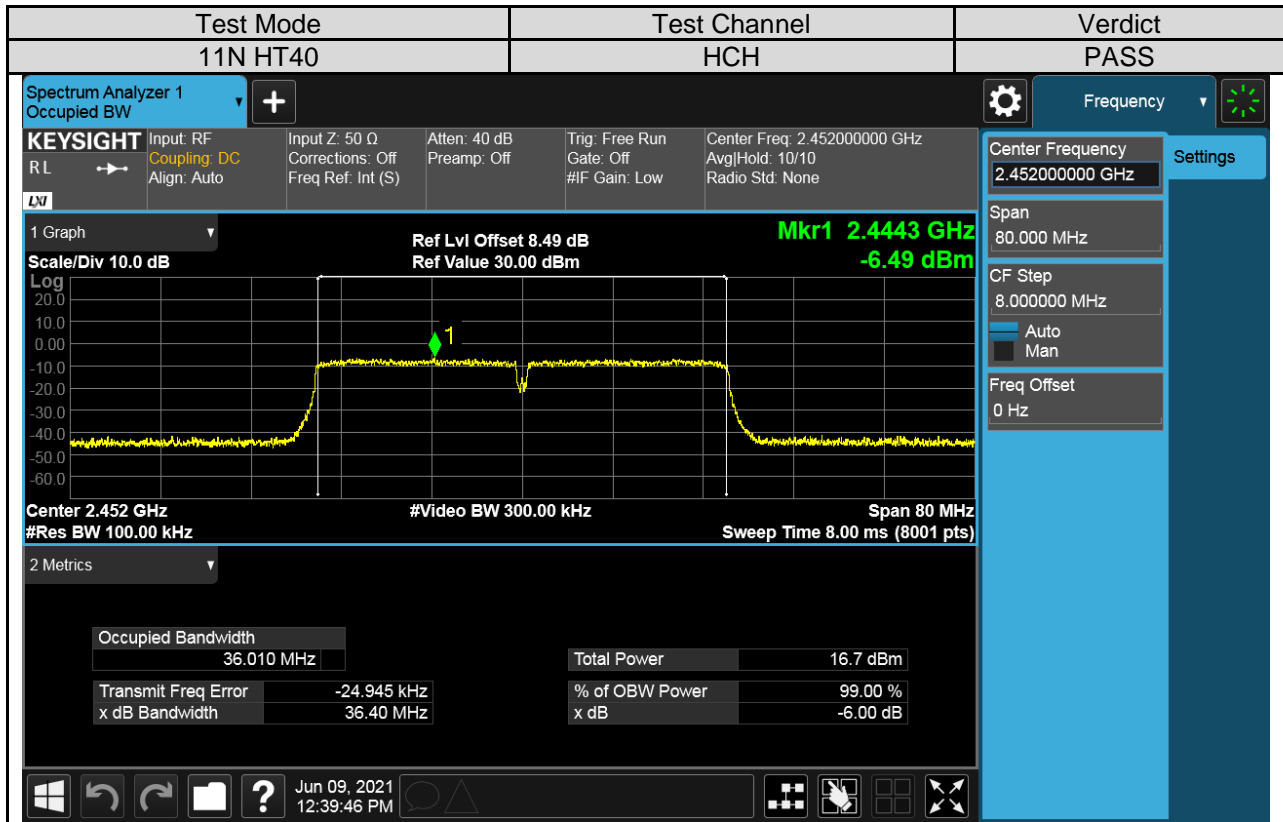 Test Mode Test Channel Verdict
11N HT40 HCH PASS
Spectrum Analyzer 1
Occupied BW
+
Frequency
KEYSIGHT
RL
LXI
Input: RF
Coupling: DC
Align: Auto
Input Z: 50 Ω
Corrections: Off
Freq Ref: Int (S)
Atten: 40 dB
Preamp: Off
Trig: Free Run
Gate: Off
#IF Gain: Low
Center Freq: 2.452000000 GHz
Avg|Hold: 10/10
Radio Std: None
Center Frequency
2.452000000 GHz
Settings
Span
80.000 MHz
CF Step
8.000000 MHz
Auto
Man
Freq Offset
0 Hz
1 Graph
Scale/Div 10.0 dB
Ref Lvl Offset 8.49 dB
Ref Value 30.00 dBm
Mkr1 2.4443 GHz
-6.49 dBm
Log
20.0
10.0
0.00
-10.0
-20.0
-30.0
-40.0
-50.0
-60.0
1
Center 2.452 GHz #Video BW 300.00 kHz Span 80 MHz
#Res BW 100.00 kHz Sweep Time 8.00 ms (8001 pts)
2 Metrics
Occupied Bandwidth
36.010 MHz
Total Power 16.7 dBm
Transmit Freq Error -24.945 kHz % of OBW Power 99.00 %
x dB Bandwidth 36.40 MHz x dB -6.00 dB
?
Jun 09, 2021
12:39:46 PM